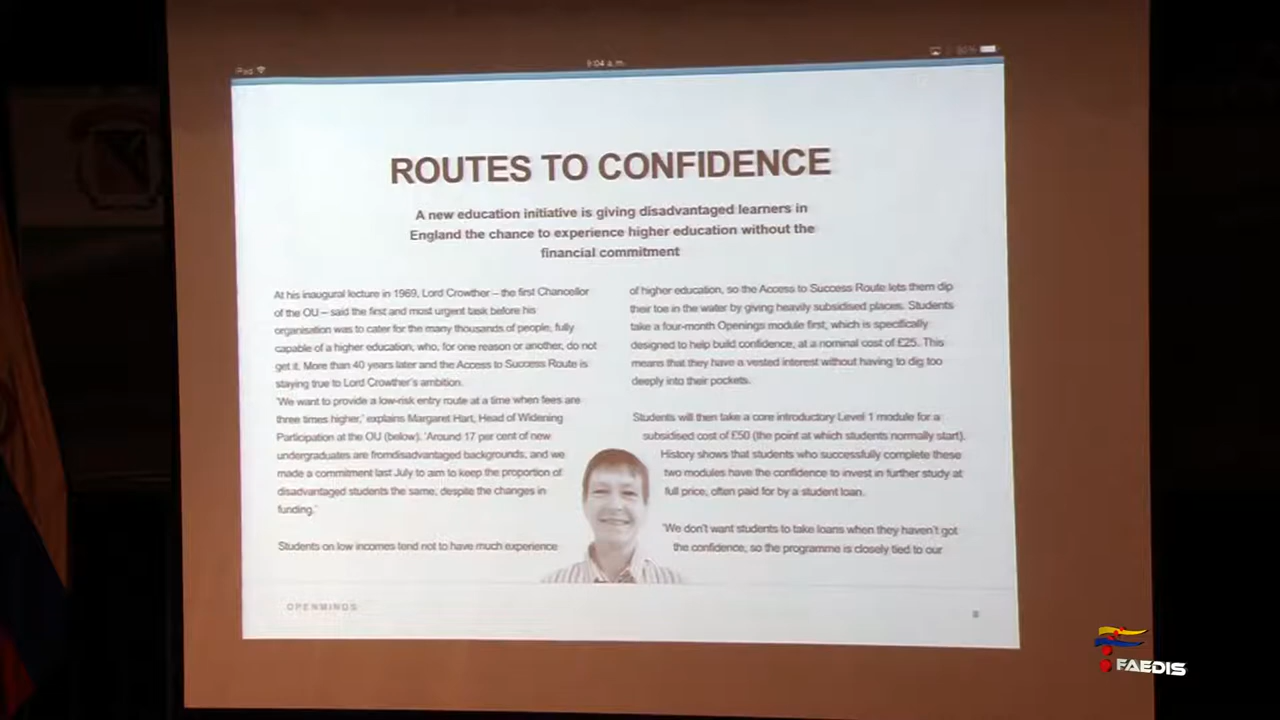 iPad
9:04 a.m.
ROUTES TO CONFIDENCE
A new education initiative is giving disadvantaged learners in
England the chance to experience higher education without the
financial commitment
At his inaugural lecture in 1969, Lord Crowther – the first Chancellor
of the OU – said the first and most urgent task before his
organisation was to cater for the many thousands of people, fully
capable of a higher education, who, for one reason or another, do not
get it. More than 40 years later and the Access to Success Route is
staying true to Lord Crowther's ambition.
'We want to provide a low-risk entry route at a time when fees are
three times higher,' explains Margaret Hart, Head of Widening
Participation at the OU (below). 'Around 17 per cent of new
undergraduates are fromdisadvantaged backgrounds, and we
made a commitment last July to aim to keep the proportion of
disadvantaged students the same, despite the changes in
funding.'
Students on low incomes tend not to have much experience
of higher education, so the Access to Success Route lets them dip
their toe in the water by giving heavily subsidised places. Students
take a four-month Openings module first, which is specifically
designed to help build confidence, at a nominal cost of £25. This
means that they have a vested interest without having to dig too
deeply into their pockets.
Students will then take a core introductory Level 1 module for a
subsidised cost of £50 (the point at which students normally start).
History shows that students who successfully complete these
two modules have the confidence to invest in further study at
full price, often paid for by a student loan.
'We don't want students to take loans when they haven't got
the confidence, so the programme is closely tied to our
OPENMINDS
FAEDIS